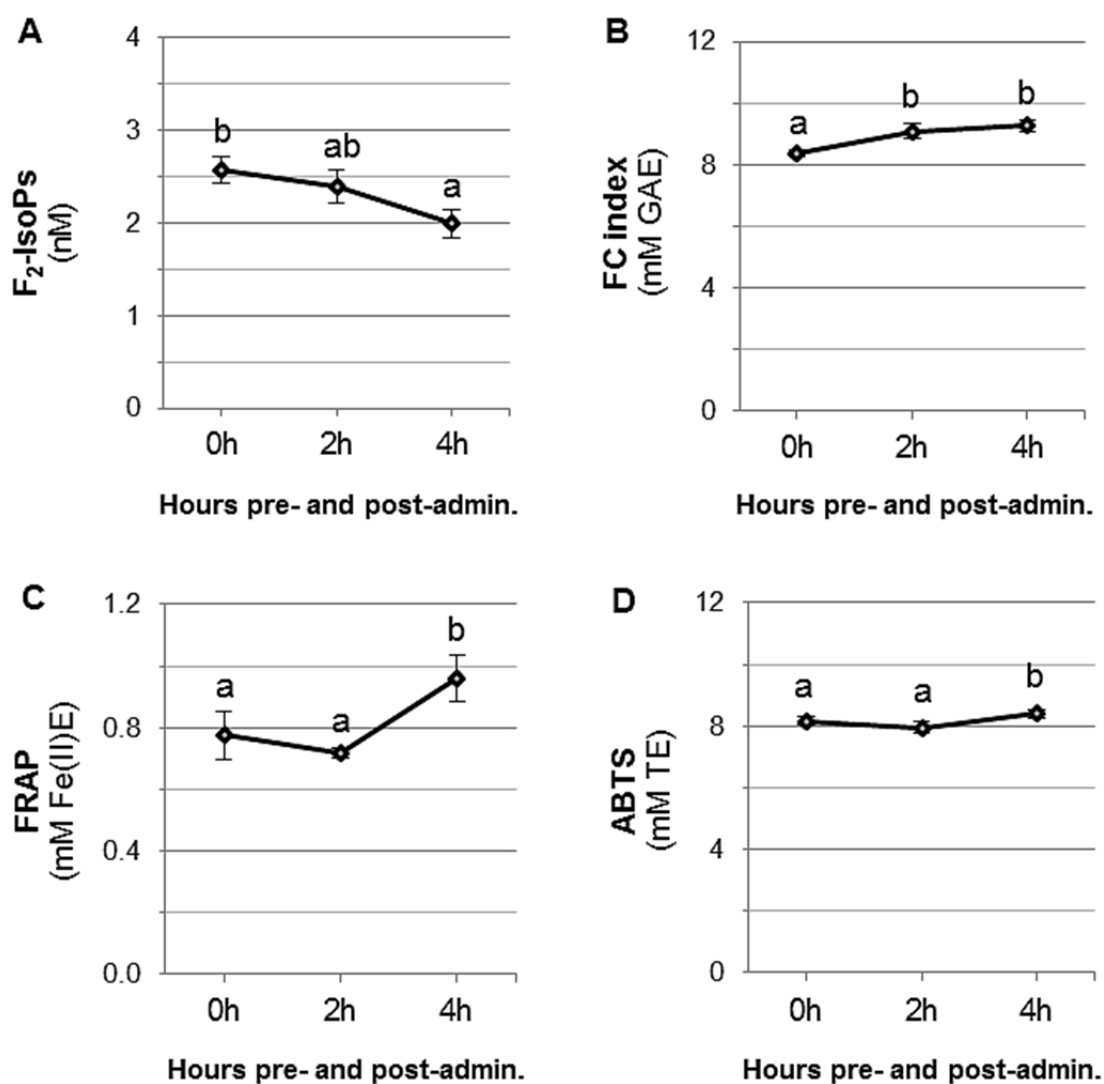 A
4
3
2
1
0
b
ab
a
F2-IsoPs
(nM)
0h 2h 4h
Hours pre- and post-admin.
B
12
8
4
0
a
b
b
FC index
(mM GAE)
0h 2h 4h
Hours pre- and post-admin.
C
1.2
0.8
0.4
0.0
a
a
b
FRAP
(mM Fe(II)E)
0h 2h 4h
Hours pre- and post-admin.
D
12
8
4
0
a
a
b
ABTS
(mM TE)
0h 2h 4h
Hours pre- and post-admin.